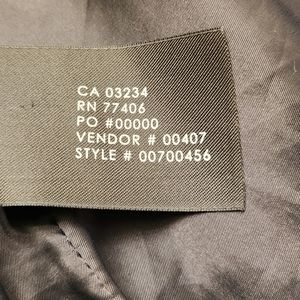 CA 03234
RN 77406
PO #00000
VENDOR # 00407
STYLE # 00700456